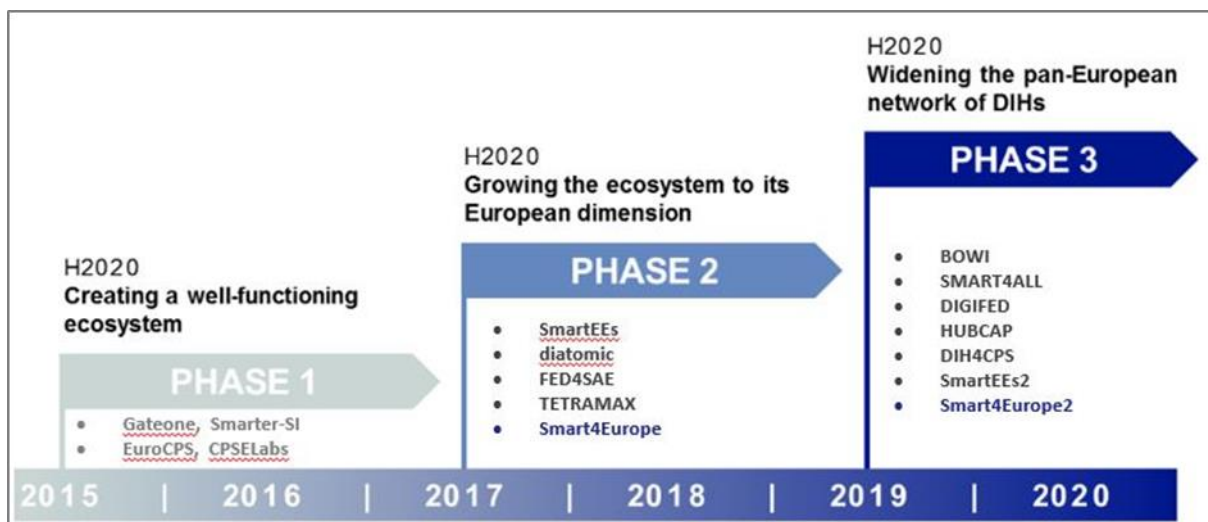 H2020
Creating a well-functioning
ecosystem
PHASE 1
• Gateone, Smarter-SI
• EuroCPS, CPSELabs
H2020
Growing the ecosystem to its
European dimension
PHASE 2
• SmartEEs
• diatomic
• FED4SAE
• TETRAMAX
• Smart4Europe
H2020
Widening the pan-European
network of DIHs
PHASE 3
• BOWI
• SMART4ALL
• DIGIFED
• HUBCAP
• DIH4CPS
• SmartEEs2
• Smart4Europe2
2015 | 2016 | 2017 | 2018 | 2019 | 2020